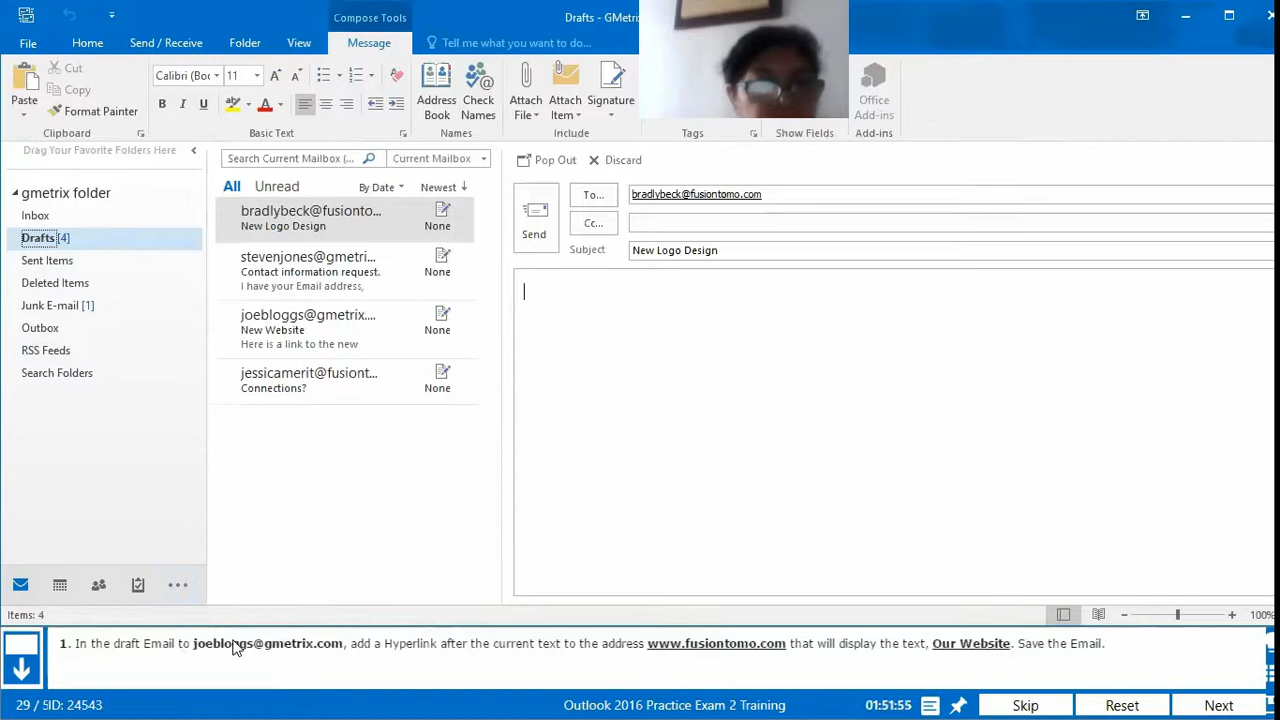 Compose Tools
Drafts - GMetri
File
Home
Send / Receive
Folder
View
Message
Tell me what you want to do...
Paste
Cut
Copy
Format Painter
Clipboard
Calibri (Boc
11
B I U
A
Basic Text
Address Book
Check Names
Names
Attach File
Attach Item
Signature
Include
Tags
Show Fields
Office Add-ins
Add-ins
Drag Your Favorite Folders Here
gmetrix folder
Inbox
Drafts [4]
Sent Items
Deleted Items
Junk E-mail [1]
Outbox
RSS Feeds
Search Folders
Search Current Mailbox (...
Current Mailbox
All
Unread
By Date
Newest
bradlybeck@fusionto...
New Logo Design
None
stevenjones@gmetri...
Contact information request.
None
I have your Email address,
joebloggs@gmetrix....
New Website
None
Here is a link to the new
jessicamerit@fusiont...
Connections?
None
Pop Out
Discard
Send
To...
bradlybeck@fusiontomo.com
Cc...
Subject
New Logo Design
Items: 4
100%
1. In the draft Email to joebloggs@gmetrix.com, add a Hyperlink after the current text to the address www.fusiontomo.com that will display the text, Our Website. Save the Email.
29 / 5ID: 24543
Outlook 2016 Practice Exam 2 Training
01:51:55
Skip
Reset
Next